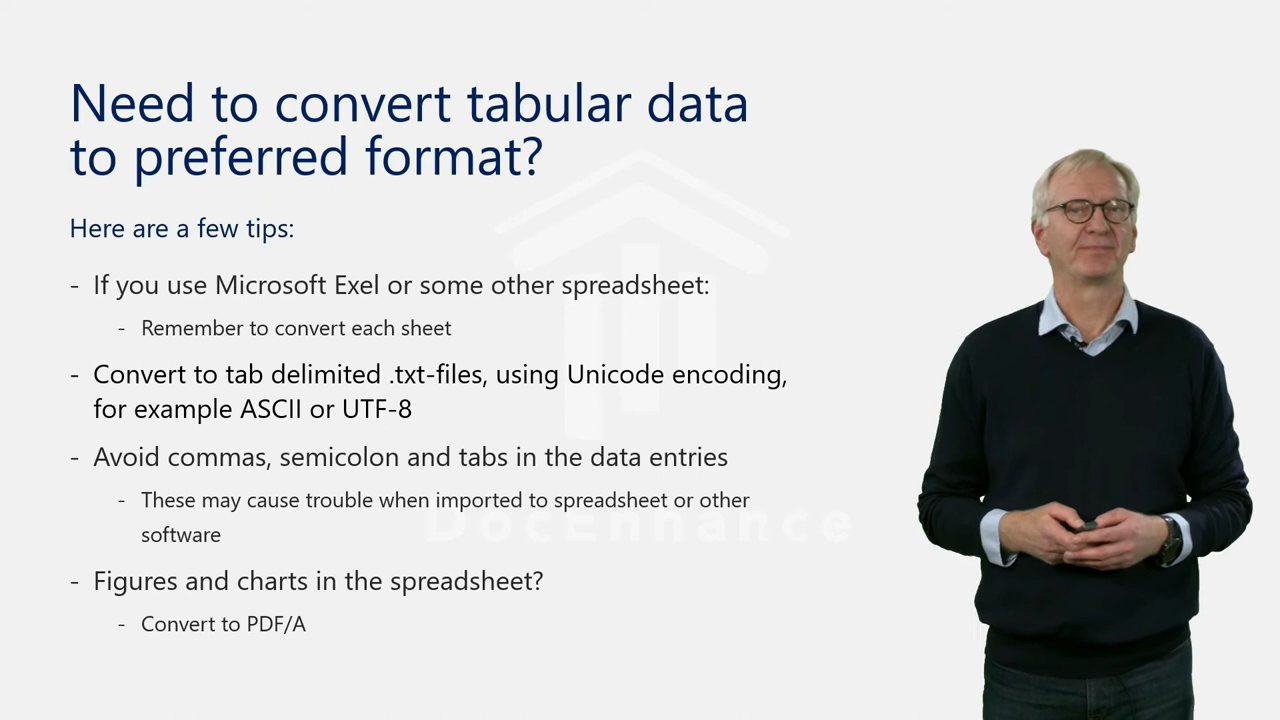 Need to convert tabular data
to preferred format?
Here are a few tips:
- If you use Microsoft Exel or some other spreadsheet:
- Remember to convert each sheet
- Convert to tab delimited .txt-files, using Unicode encoding,
for example ASCII or UTF-8
- Avoid commas, semicolon and tabs in the data entries
- These may cause trouble when imported to spreadsheet or other
software
DocEnhance
- Figures and charts in the spreadsheet?
- Convert to PDF/A